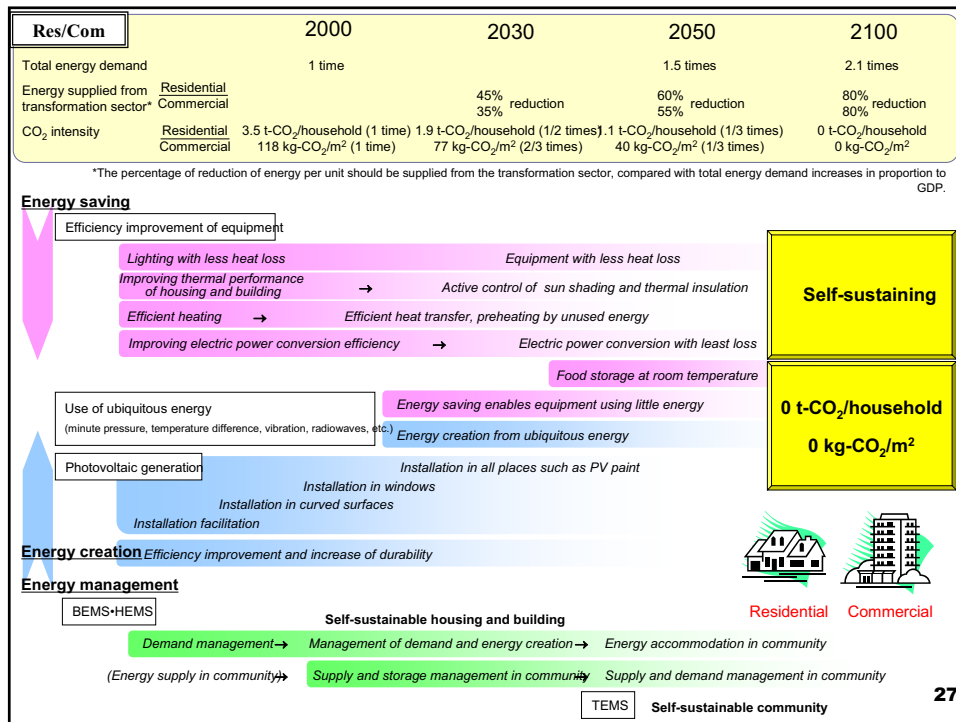 Res/Com 2000 2030 2050 2100
Total energy demand 1 time 1.5 times 2.1 times
Energy supplied from transformation sector* Residential 45% 60% 80%
Commercial 35% reduction 55% reduction 80% reduction
CO₂ intensity Residential 3.5 t-CO₂/household (1 time) 1.9 t-CO₂/household (1/2 times) 1.1 t-CO₂/household (1/3 times) 0 t-CO₂/household
Commercial 118 kg-CO₂/m² (1 time) 77 kg-CO₂/m² (2/3 times) 40 kg-CO₂/m² (1/3 times) 0 kg-CO₂/m²
*The percentage of reduction of energy per unit should be supplied from the transformation sector, compared with total energy demand increases in proportion to
GDP.
Energy saving
Efficiency improvement of equipment
Lighting with less heat loss Equipment with less heat loss
Improving thermal performance
of housing and building → Active control of sun shading and thermal insulation
Self-sustaining
Efficient heating → Efficient heat transfer, preheating by unused energy
Improving electric power conversion efficiency → Electric power conversion with least loss
Food storage at room temperature
Use of ubiquitous energy
(minute pressure, temperature difference, vibration, radiowaves, etc.)
Energy saving enables equipment using little energy
Energy creation from ubiquitous energy
0 t-CO₂/household
0 kg-CO₂/m²
Photovoltaic generation
Installation in all places such as PV paint
Installation in windows
Installation in curved surfaces
Installation facilitation
Energy creation Efficiency improvement and increase of durability
Energy management
Residential Commercial
BEMS•HEMS
Self-sustainable housing and building
Demand management → Management of demand and energy creation → Energy accommodation in community
(Energy supply in community) → Supply and storage management in community → Supply and demand management in community
TEMS Self-sustainable community
27